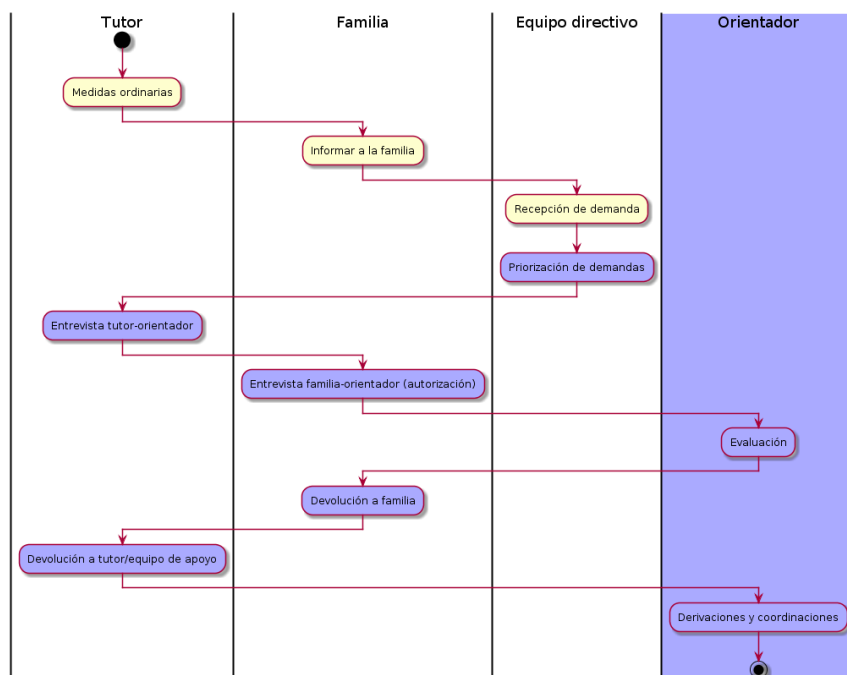 Tutor
Familia
Equipo directivo
Orientador
Medidas ordinarias
Informar a la familia
Recepción de demanda
Priorización de demandas
Entrevista tutor-orientador
Entrevista familia-orientador (autorización)
Evaluación
Devolución a familia
Devolución a tutor/equipo de apoyo
Derivaciones y coordinaciones